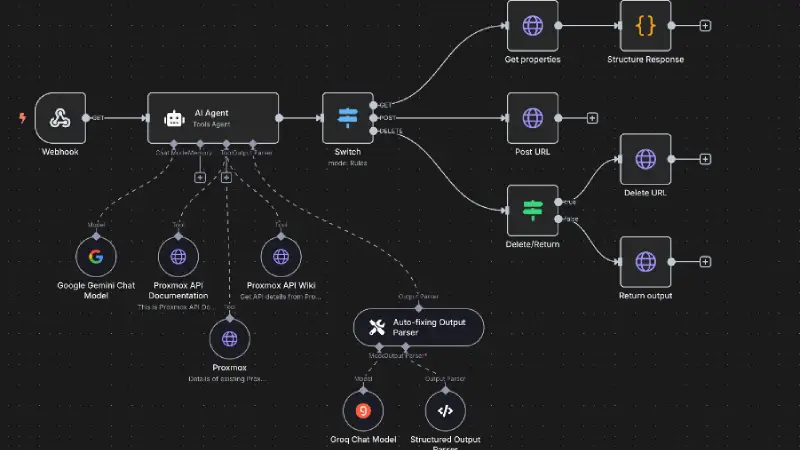 Get properties
Structure Response
GET
AI Agent
Tools Agent
GET
POST
DELETE
Webhook
Switch
mode: Rules
Post URL
Chat Model
Memory
Tool
Output Parser
Delete URL
true
false
Delete/Return
Model
Tool
Tool
Google Gemini Chat
Model
Proxmox API
Documentation
This is Proxmox API Do...
Proxmox API Wiki
Get API details from Pro...
Return output
Output Parser
Tool
Auto-fixing Output
Parser
Proxmox
Details of existing Prox...
Output Parser*
Model
Output Parser
Groq Chat Model
Structured Output
Parser